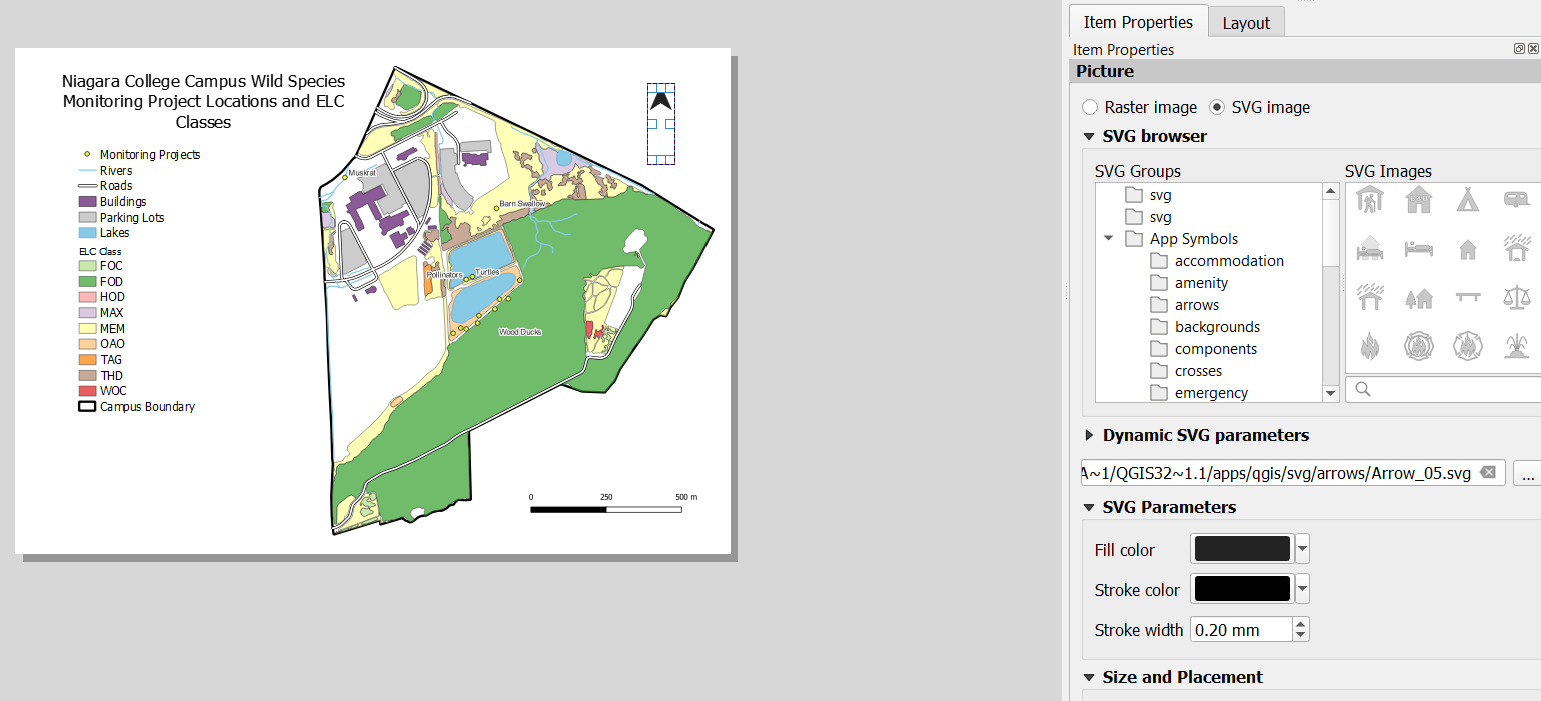 Niagara College Campus Wild Species
Monitoring Project Locations and ELC
Classes
Monitoring Projects
Rivers
Roads
Buildings
Parking Lots
Lakes
ELC Class
FOC
FOD
HOD
MAX
MEM
OAO
TAG
THD
WOC
Campus Boundary
Muskrat
Barn Swallow
Pollinators
Turtles
Wood Ducks
0 250 500 m
Item Properties Layout
Item Properties
Picture
Raster image SVG image
SVG browser
SVG Groups SVG Images
svg
svg
App Symbols
accommodation
amenity
arrows
backgrounds
components
crosses
emergency
Dynamic SVG parameters
A~1/QGIS32~1.1/apps/qgis/svg/arrows/Arrow_05.svg ...
SVG Parameters
Fill color
Stroke color
Stroke width 0.20 mm
Size and Placement